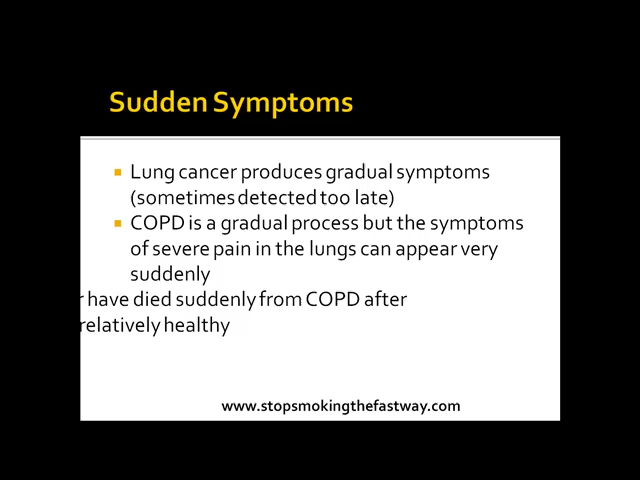 Sudden Symptoms
Lung cancer produces gradual symptoms
(sometimes detected too late)
COPD is a gradual process but the symptoms
of severe pain in the lungs can appear very
suddenly
have died suddenly from COPD after
relatively healthy
www.stopsmokingthefastway.com